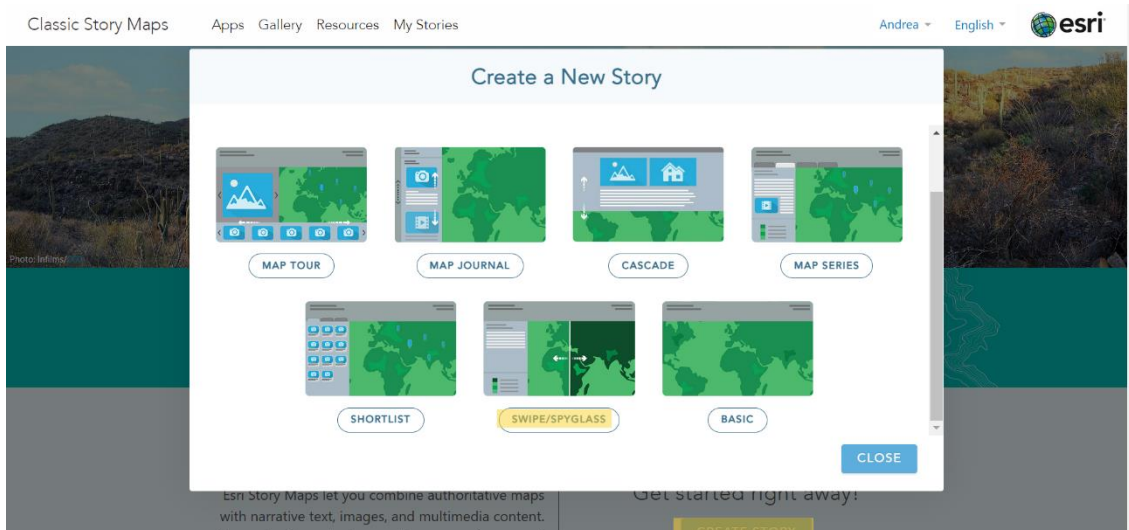 Classic Story Maps Apps Gallery Resources My Stories Andrea English esri
Create a New Story
MAP TOUR MAP JOURNAL CASCADE MAP SERIES
Photo: Infilms/
SHORTLIST SWIPE/SPYGLASS BASIC
CLOSE
Esri Story Maps let you combine authoritative maps
with narrative text, images, and multimedia content.
Get started right away!
CREATE STORY